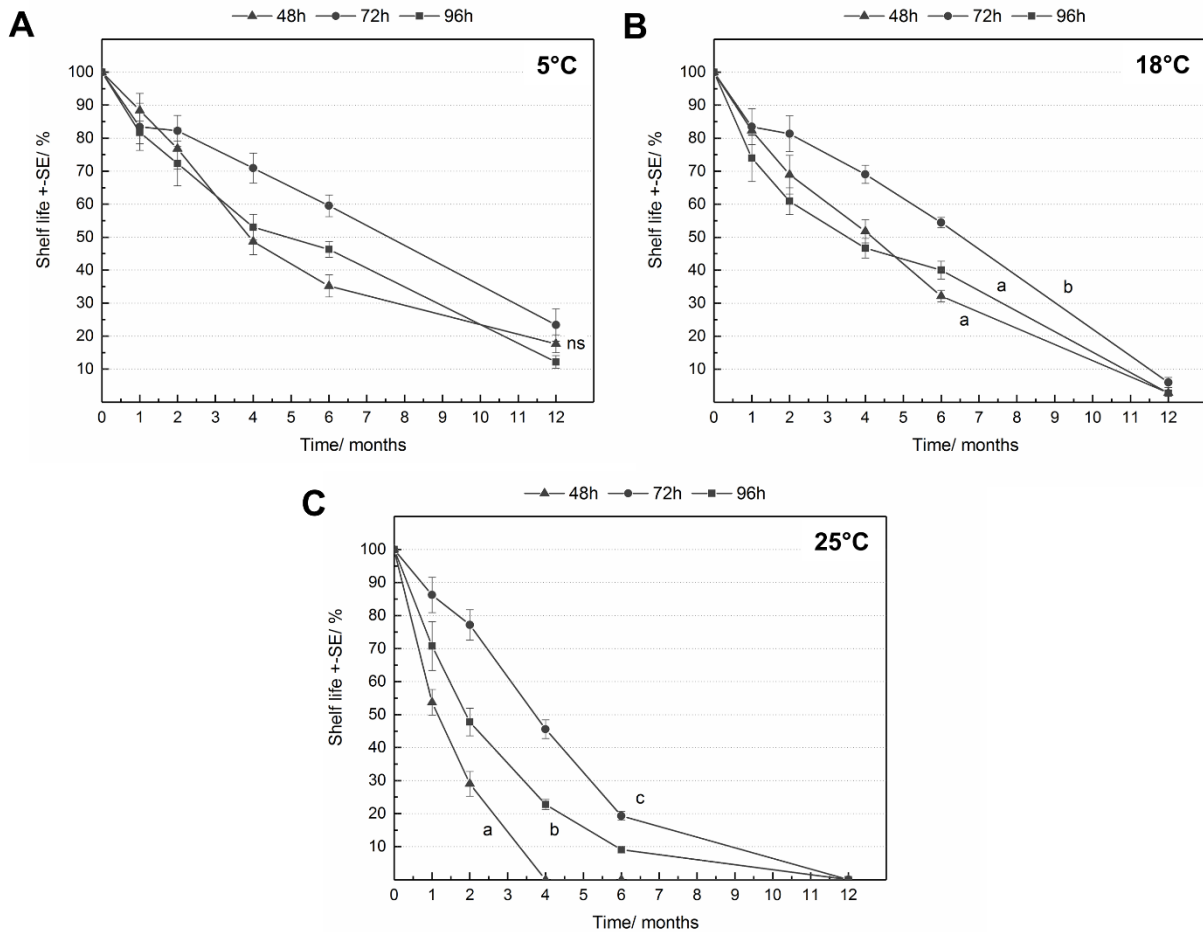 A
48h 72h 96h
5°C
Shelf life +-SE/ %
100
90
80
70
60
50
40
30
20
10
ns
0 1 2 3 4 5 6 7 8 9 10 11 12
Time/ months
B
48h 72h 96h
18°C
Shelf life +-SE/ %
100
90
80
70
60
50
40
30
20
10
a
b
a
0 1 2 3 4 5 6 7 8 9 10 11 12
Time/ months
C
48h 72h 96h
25°C
Shelf life +-SE/ %
100
90
80
70
60
50
40
30
20
10
c
a
b
0 1 2 3 4 5 6 7 8 9 10 11 12
Time/ months